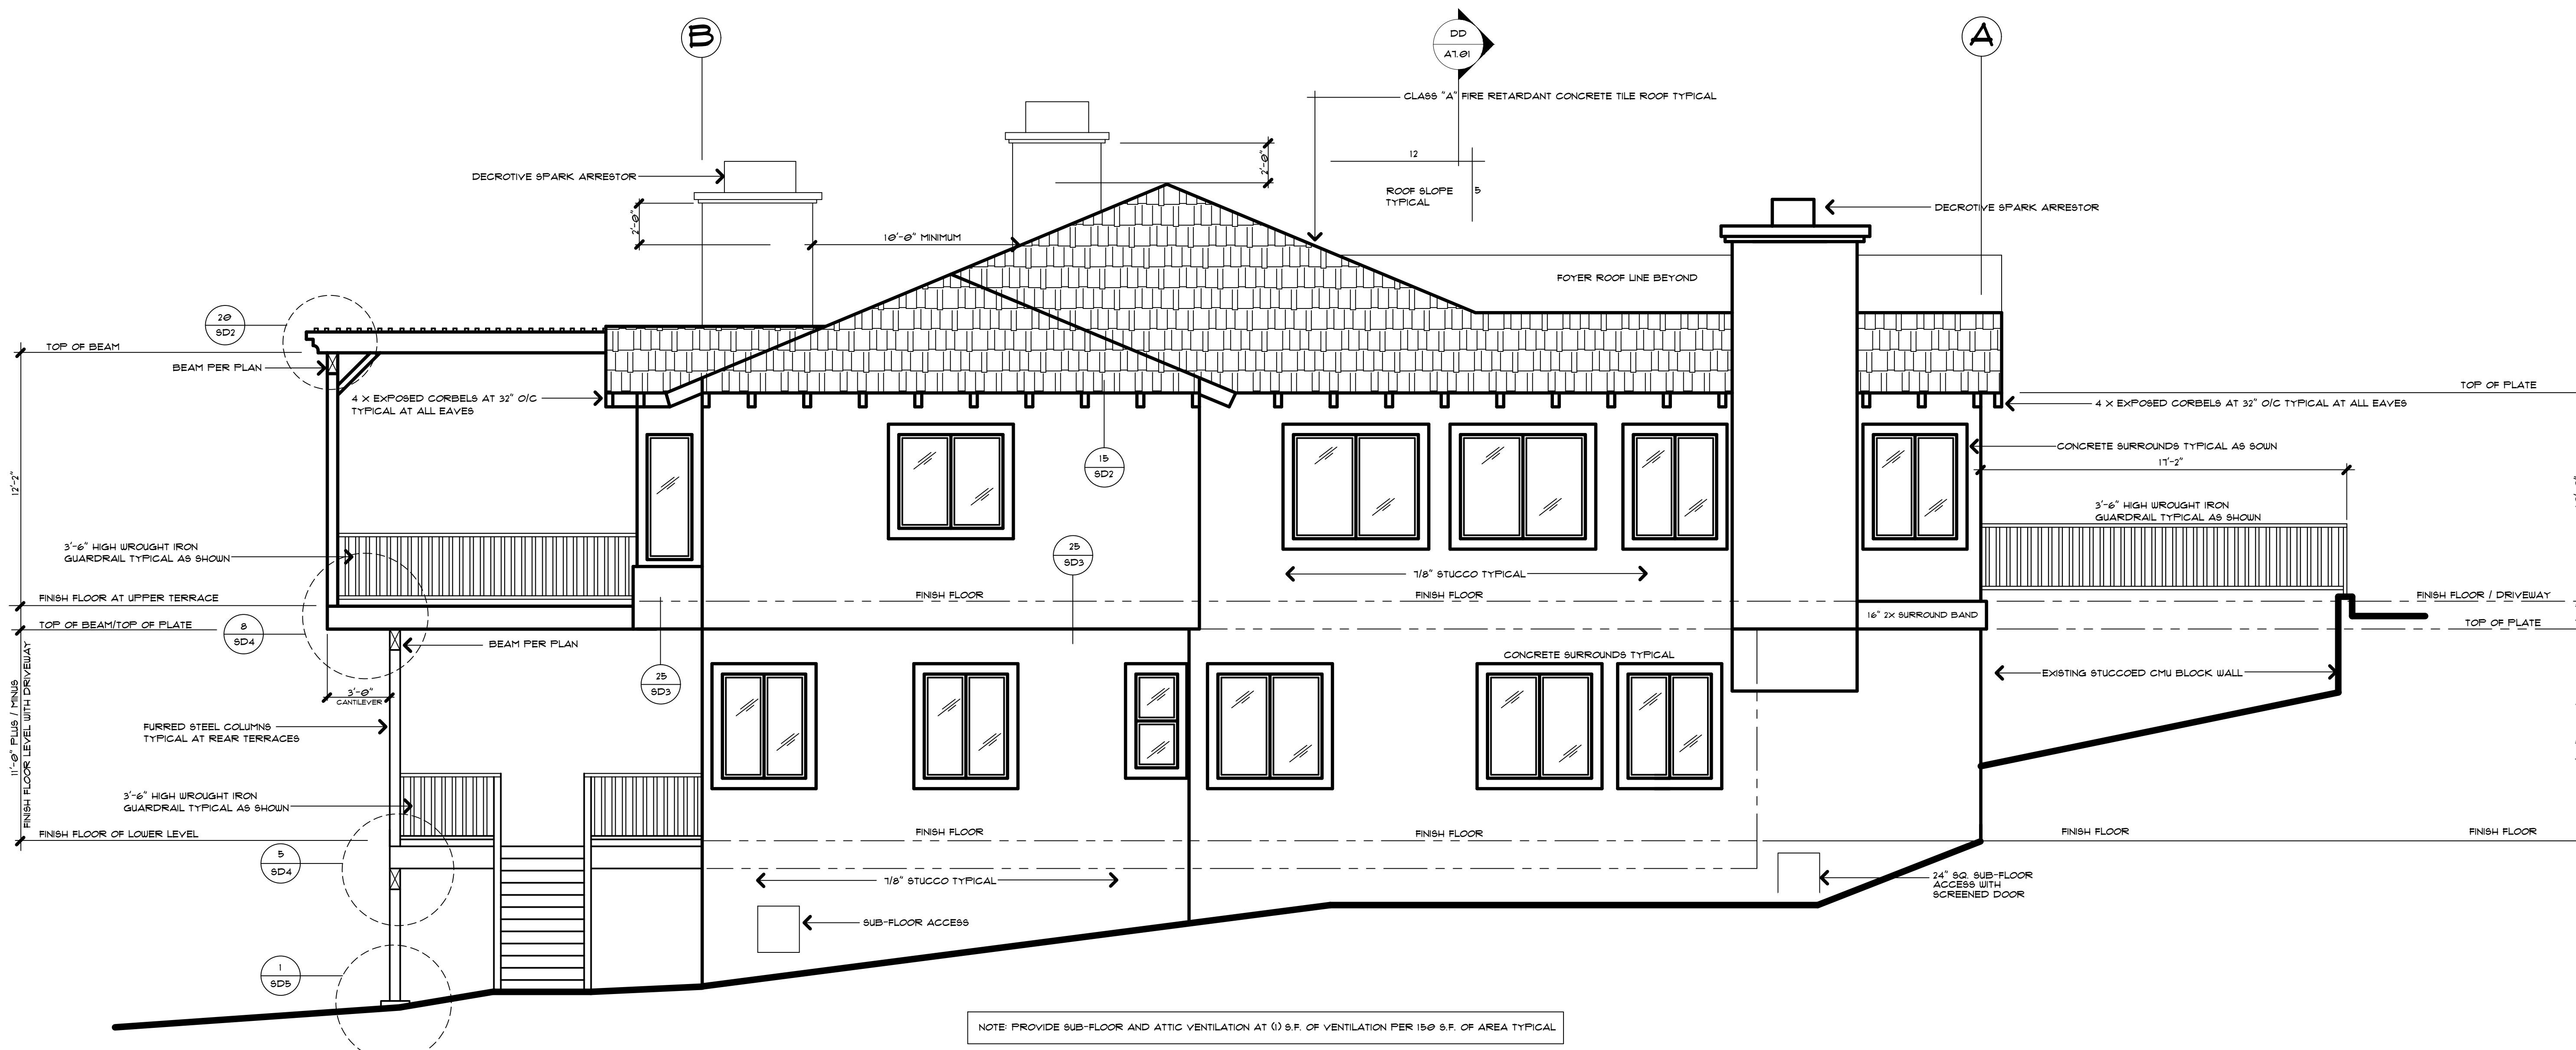 B
DD
A7.01
A
CLASS "A" FIRE RETARDANT CONCRETE TILE ROOF TYPICAL
2'-0"
12
5
ROOF SLOPE
TYPICAL
DECROTIVE SPARK ARRESTOR
2'-0"
10'-0" MINIMUM
DECROTIVE SPARK ARRESTOR
FOYER ROOF LINE BEYOND
20
SD2
TOP OF BEAM
BEAM PER PLAN
4 X EXPOSED CORBELS AT 32" O/C
TYPICAL AT ALL EAVES
TOP OF PLATE
4 X EXPOSED CORBELS AT 32" O/C TYPICAL AT ALL EAVES
CONCRETE SURROUNDS TYPICAL AS SOWN
17'-2"
15
SD2
12'-2"
3'-6" HIGH WROUGHT IRON
GUARDRAIL TYPICAL AS SHOWN
3'-6" HIGH WROUGHT IRON
GUARDRAIL TYPICAL AS SHOWN
25
SD3
7/8" STUCCO TYPICAL
FINISH FLOOR AT UPPER TERRACE
FINISH FLOOR
FINISH FLOOR
FINISH FLOOR / DRIVEWAY
16" 2X SURROUND BAND
TOP OF BEAM/TOP OF PLATE
TOP OF PLATE
8
SD4
BEAM PER PLAN
25
SD3
CONCRETE SURROUNDS TYPICAL
EXISTING STUCCOED CMU BLOCK WALL
3'-0"
CANTILEVER
11'-0" PLUS / MINUS
FINISH FLOOR LEVEL WITH DRIVEWAY
FURRED STEEL COLUMNS
TYPICAL AT REAR TERRACES
3'-6" HIGH WROUGHT IRON
GUARDRAIL TYPICAL AS SHOWN
FINISH FLOOR OF LOWER LEVEL
FINISH FLOOR
FINISH FLOOR
FINISH FLOOR
FINISH FLOOR
5
SD4
7/8" STUCCO TYPICAL
24" SQ. SUB-FLOOR
ACCESS WITH
SCREENED DOOR
SUB-FLOOR ACCESS
1
SD5
NOTE: PROVIDE SUB-FLOOR AND ATTIC VENTILATION AT (1) S.F. OF VENTILATION PER 150 S.F. OF AREA TYPICAL